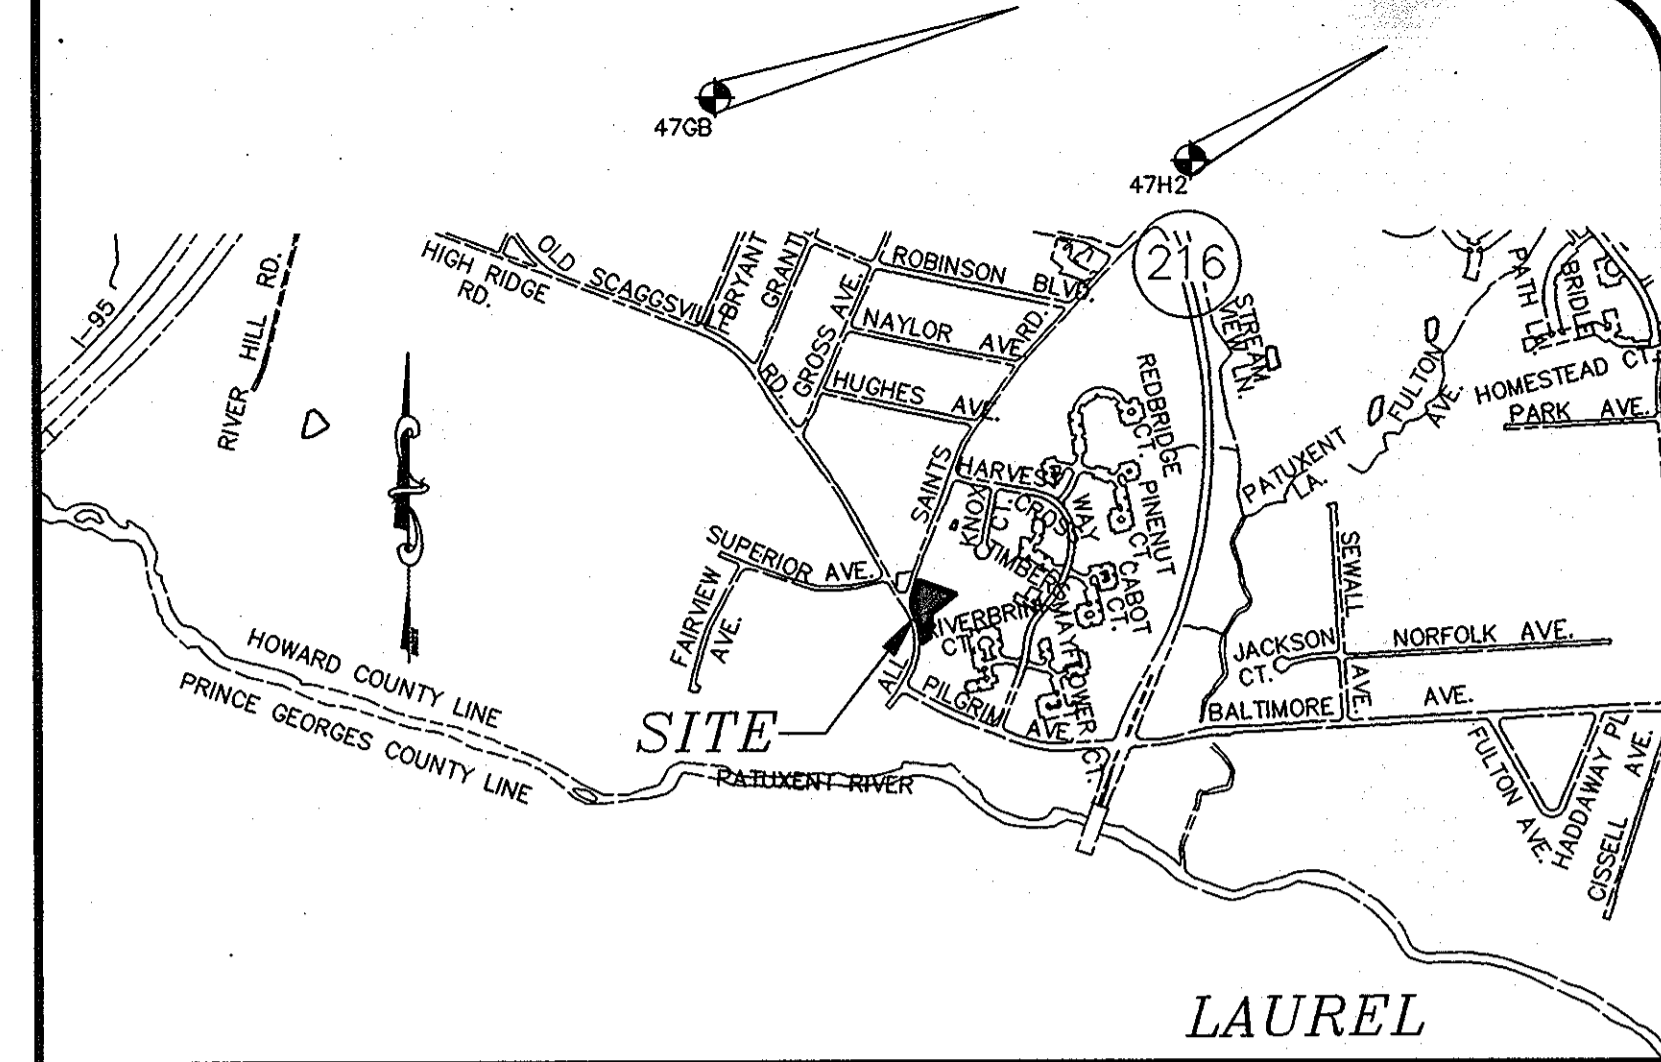 47GB
47H2
216
I-95
RIVER HILL RD.
HIGH RIDGE
RD.
OLD SCAGGSVILLE RD.
BRYANT
GRANT
GROSS AVE.
ROBINSON BLVD.
NAYLOR AVE.
HUGHES AVE.
ALL SAINTS RD.
STREAM
VIEW LN.
PATH LA.
BRIDLE
FULTON
AVE.
HOMESTEAD CT.
PARK AVE.
REDBRIDGE
CT.
PINENUT
CT.
HARVEST
WAY
KNOX
CT.
TIMBER
CABOT
CT.
PATUXENT
LA.
SUPERIOR AVE.
FAIRVIEW
AVE.
RIVERBRINK
CT.
MAYFLOWER CT.
PILGRIM AVE.
SEWALL AVE
JACKSON
CT.
NORFOLK AVE.
BALTIMORE AVE.
FULTON AVE.
HADDAWAY PL
CISSELL AVE.
HOWARD COUNTY LINE
PRINCE GEORGES COUNTY LINE
SITE
PATUXENT RIVER
LAUREL